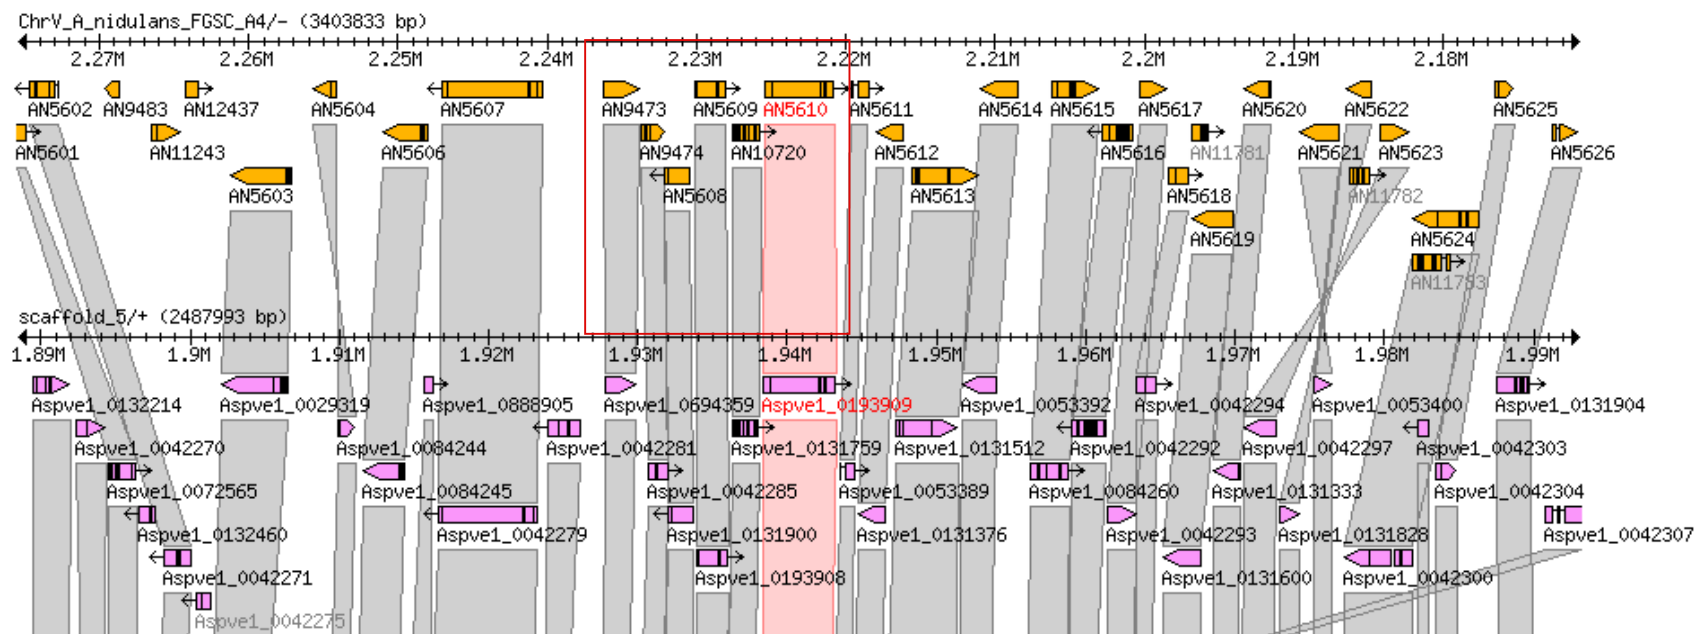 ChrV_A_nidulans_FGSC_A4/- (3403833 bp)
2.27M 2.26M 2.25M 2.24M 2.23M 2.22M 2.21M 2.2M 2.19M 2.18M
AN5602 AN9483 AN12437 AN5604 AN5607 AN9473 AN5609 AN5610 AN5611 AN5614 AN5615 AN5617 AN5620 AN5622 AN5625
AN5601 AN11243 AN5606 AN9474 AN10720 AN5612 AN5616 AN11781 AN5621 AN5623 AN5626
AN5603 AN5608 AN5613 AN5618 AN11782
AN5619 AN5624
AN11783
scaffold_5/+ (2487993 bp)
1.89M 1.9M 1.91M 1.92M 1.93M 1.94M 1.95M 1.96M 1.97M 1.98M 1.99M
Aspve1_0132214 Aspve1_0029319 Aspve1_0888905 Aspve1_0694359 Aspve1_0193909 Aspve1_0053392 Aspve1_0042294 Aspve1_0053400 Aspve1_0131904
Aspve1_0042270 Aspve1_0084244 Aspve1_0042281 Aspve1_0131759 Aspve1_0131512 Aspve1_0042292 Aspve1_0042297 Aspve1_0042303
Aspve1_0072565 Aspve1_0084245 Aspve1_0042285 Aspve1_0053389 Aspve1_0084260 Aspve1_0131333 Aspve1_0042304
Aspve1_0132460 Aspve1_0042279 Aspve1_0131900 Aspve1_0131376 Aspve1_0042293 Aspve1_0131828 Aspve1_0042307
Aspve1_0042271 Aspve1_0193908 Aspve1_0131600 Aspve1_0042300
Aspve1_0042275